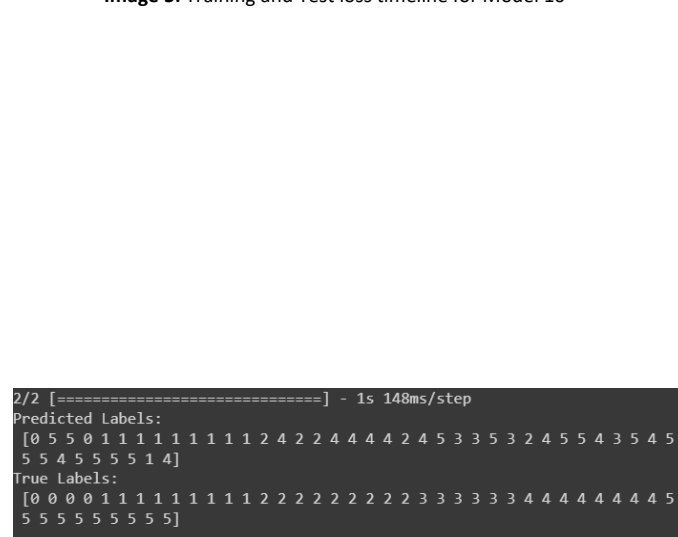 Training and Test loss timeline for Model
2/2 [==============================] - 1s 148ms/step
Predicted Labels:
[0 5 5 0 1 1 1 1 1 1 1 1 1 2 4 2 2 4 4 4 4 2 4 5 3 3 5 3 2 4 5 5 4 3 5 4 5
5 5 4 5 5 5 5 1 4]
True Labels:
[0 0 0 0 1 1 1 1 1 1 1 1 1 2 2 2 2 2 2 2 2 2 3 3 3 3 3 3 4 4 4 4 4 4 4 4 5
5 5 5 5 5 5 5 5 5]